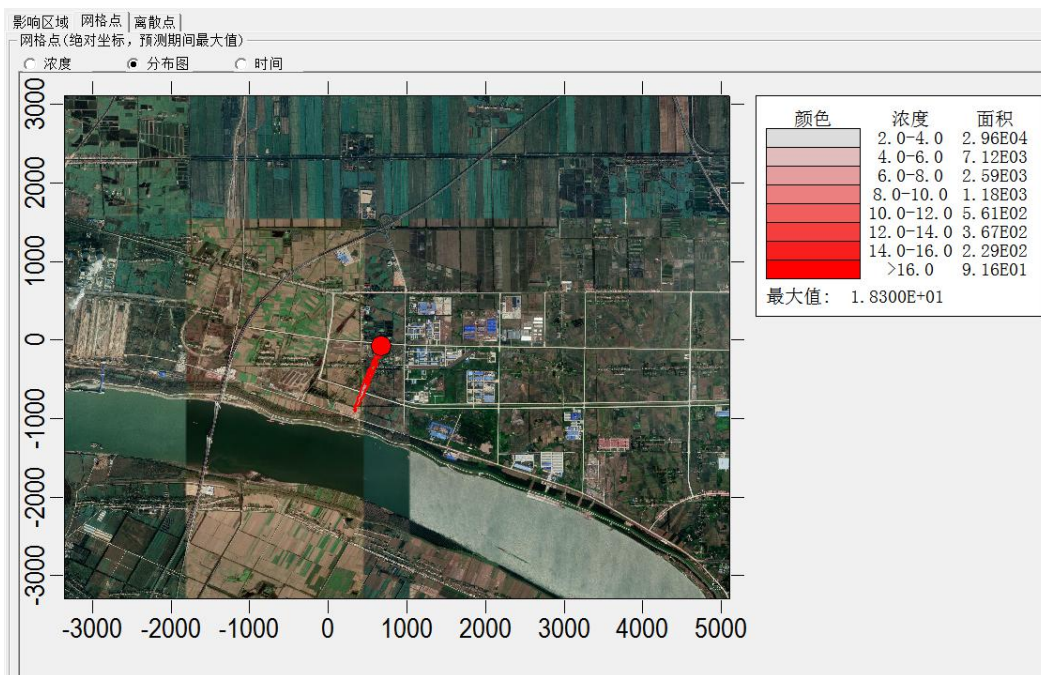 影响区域 网格点 离散点
网格点(绝对坐标，预测期间最大值)
浓度 分布图 时间
颜色 浓度 面积
2.0-4.0 2.96E04
4.0-6.0 7.12E03
6.0-8.0 2.59E03
8.0-10.0 1.18E03
10.0-12.0 5.61E02
12.0-14.0 3.67E02
14.0-16.0 2.29E02
>16.0 9.16E01
最大值: 1.8300E+01
3000
2000
1000
0
-1000
-2000
-3000
-3000 -2000 -1000 0 1000 2000 3000 4000 5000